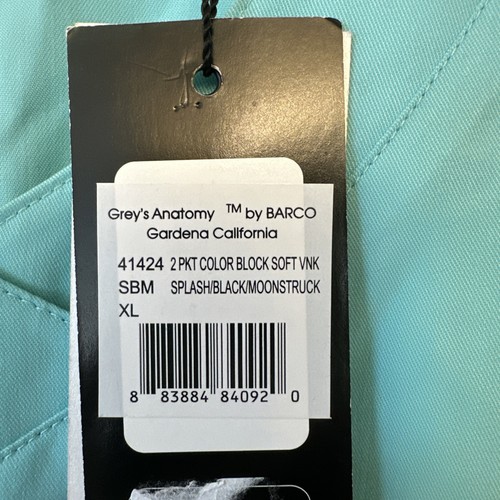 Grey's Anatomy ™ by BARCO
Gardena California
41424 2 PKT COLOR BLOCK SOFT VNK
SBM SPLASH/BLACK/MOONSTRUCK
XL
8 83884 84092 0